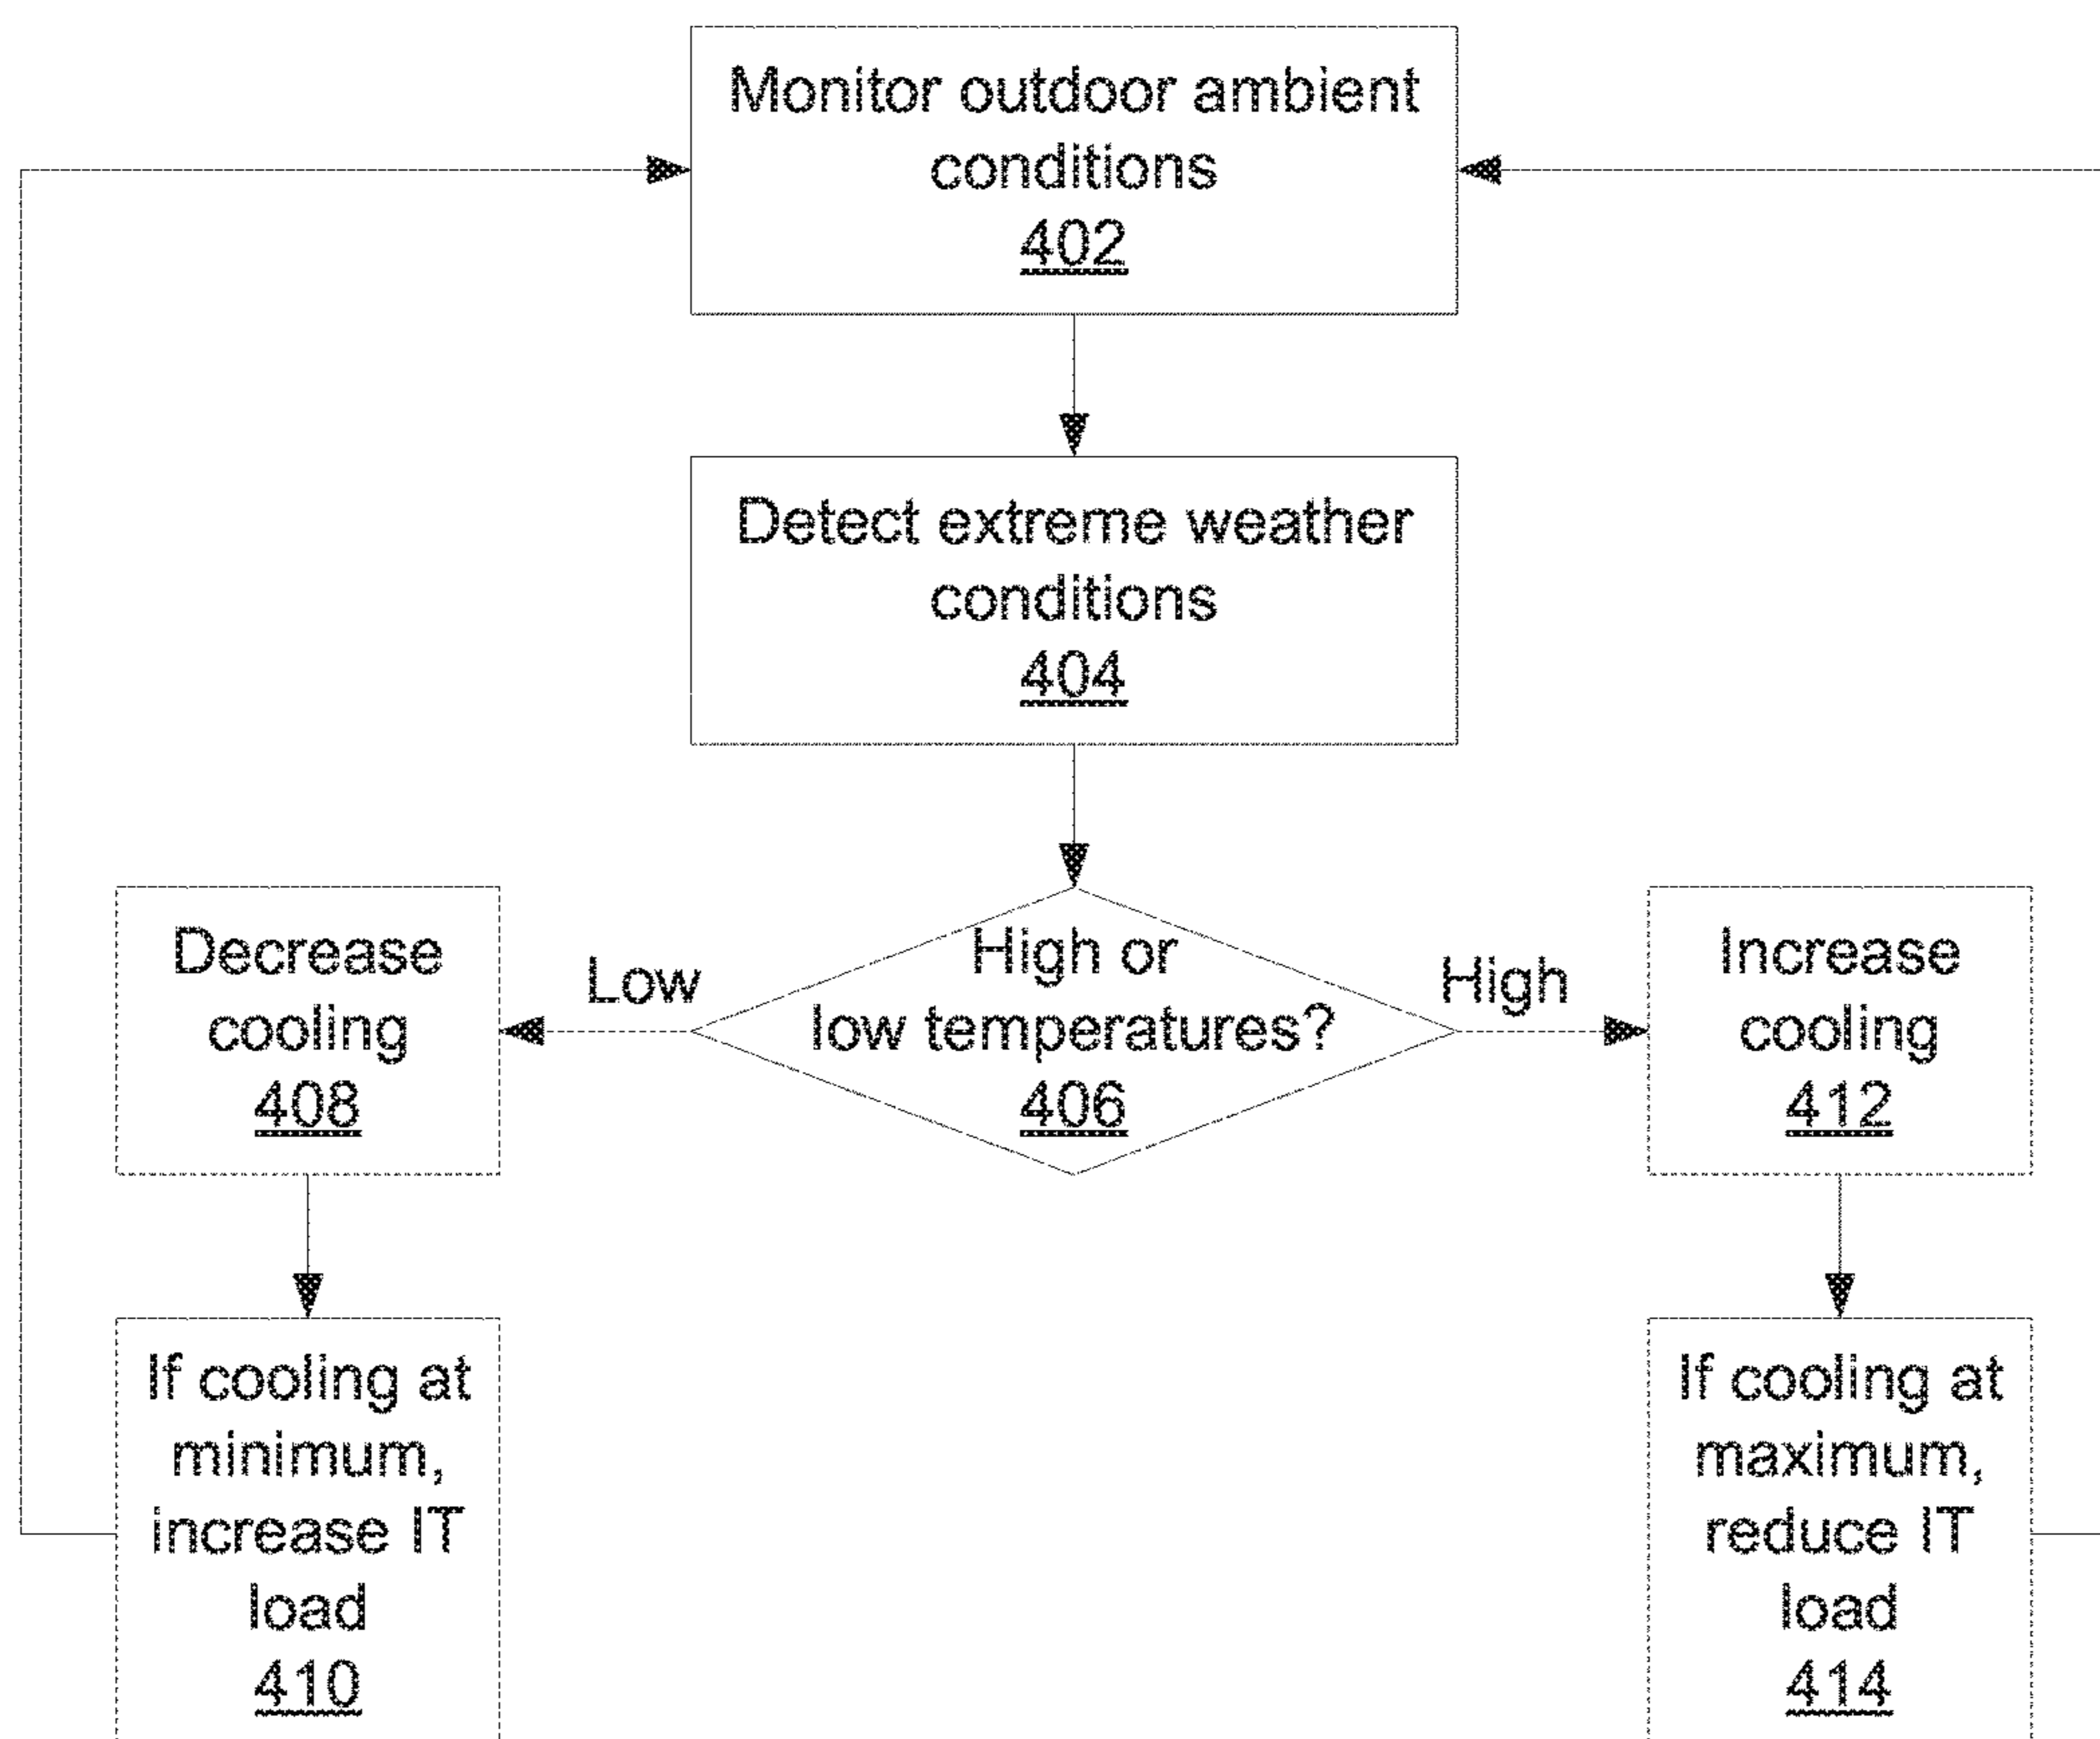 Monitor outdoor ambient
conditions
402
Detect extreme weather
conditions
404
High or
low temperatures?
406
Low
High
Decrease
cooling
408
Increase
cooling
412
If cooling at
minimum,
increase IT
load
410
If cooling at
maximum,
reduce IT
load
414